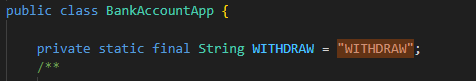 public class BankAccountApp {
private static final String WITHDRAW = "WITHDRAW";
/**